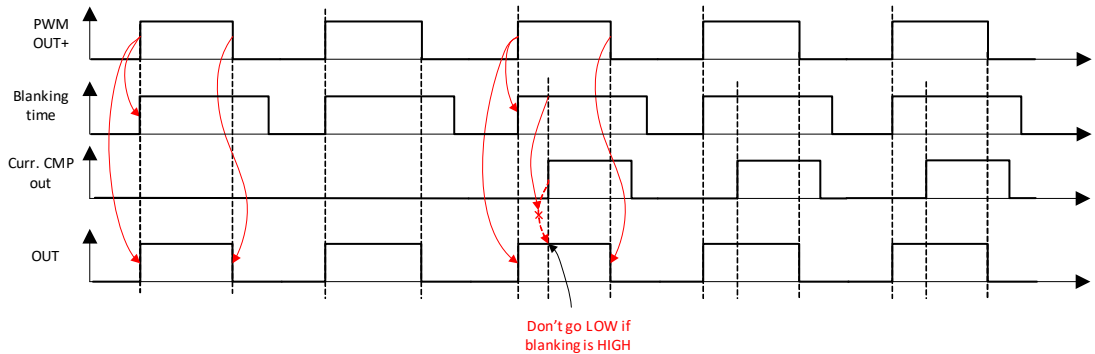 PWM
OUT+
Blanking
time
Curr. CMP
out
OUT
Don't go LOW if
blanking is HIGH